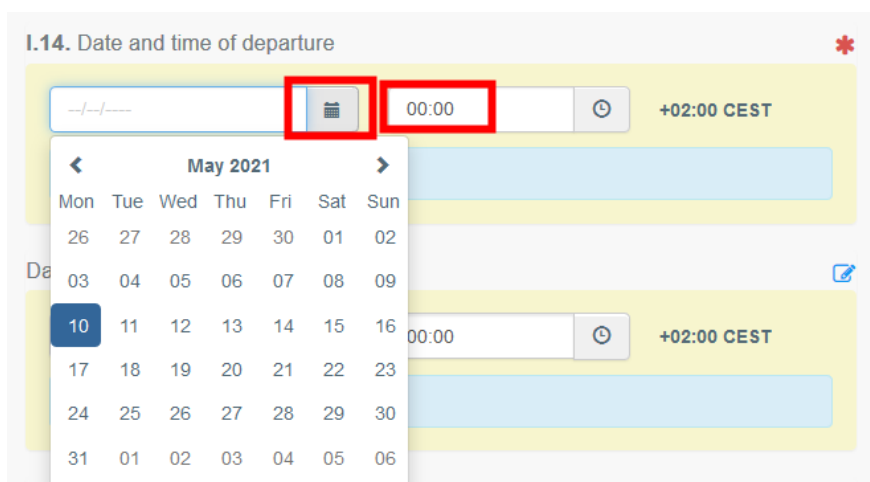 I.14. Date and time of departure *
--/--/---- 00:00 +02:00 CEST
May 2021
Mon Tue Wed Thu Fri Sat Sun
26 27 28 29 30 01 02
Da
03 04 05 06 07 08 09
10 11 12 13 14 15 16
00:00 +02:00 CEST
17 18 19 20 21 22 23
24 25 26 27 28 29 30
31 01 02 03 04 05 06